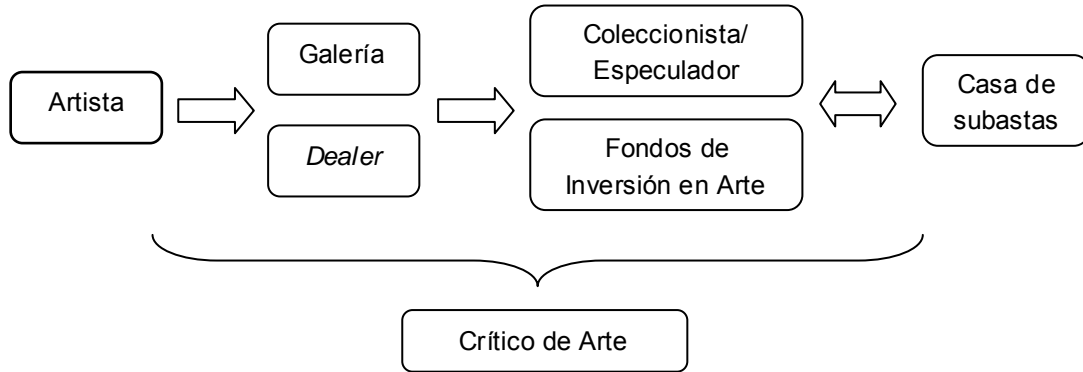 Artista
Galería
Dealer
Coleccionista/
Especulador
Fondos de
Inversión en Arte
Casa de
subastas
Crítico de Arte